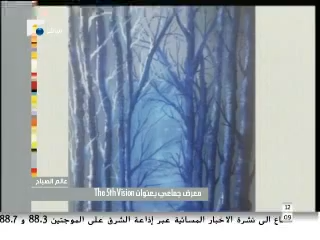 عالم الصباح
معرض جماعي بعنوان The 5th Vision
12
09
اع الى نشرة الاخبار المسائية عبر إذاعة الشرق على الموجتين 88.3 و 88.7